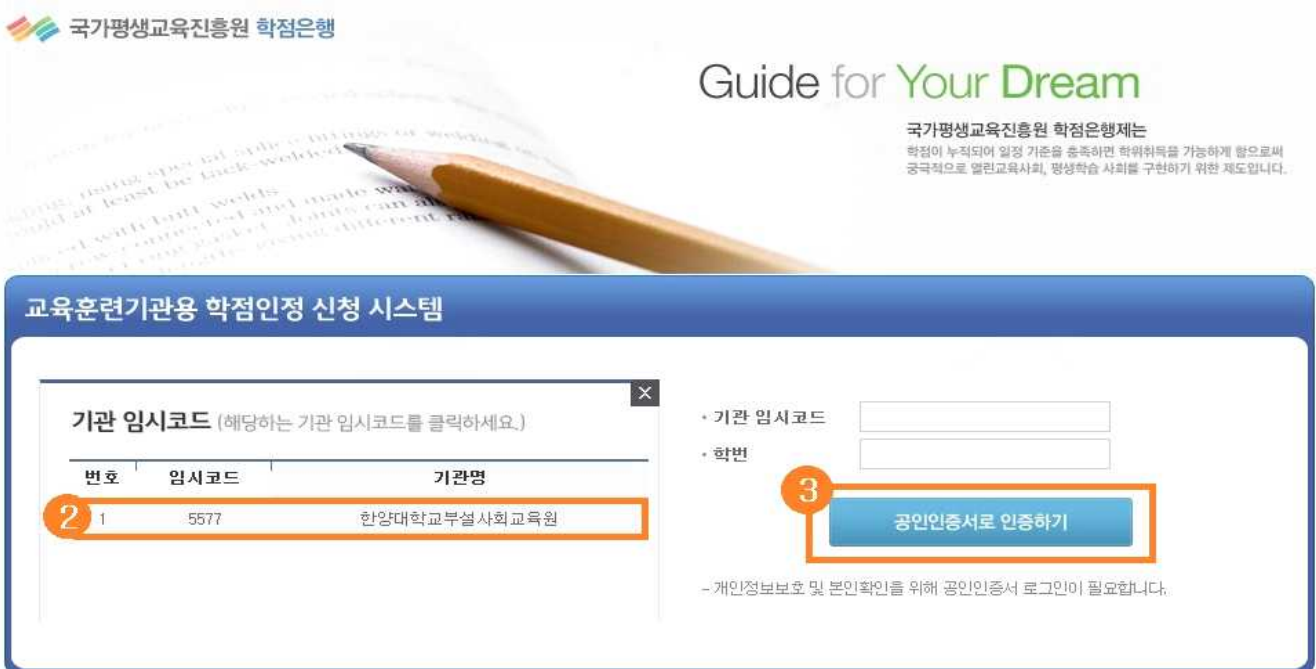 국가평생교육진흥원 학점은행
Guide for Your Dream
국가평생교육진흥원 학점은행제는
학점이 누적되어 일정 기준을 충족하면 학위취득을 가능하게 함으로써
궁극적으로 열린교육사회, 평생학습 사회를 구현하기 위한 제도입니다.
교육훈련기관용 학점인정 신청 시스템
기관 임시코드 (해당하는 기관 임시코드를 클릭하세요.)
번호 임시코드 기관명
2 1 5577 한양대학교부설사회교육원
• 기관 임시코드
• 학번
3
공인인증서로 인증하기
- 개인정보보호 및 본인확인을 위해 공인인증서 로그인이 필요합니다.